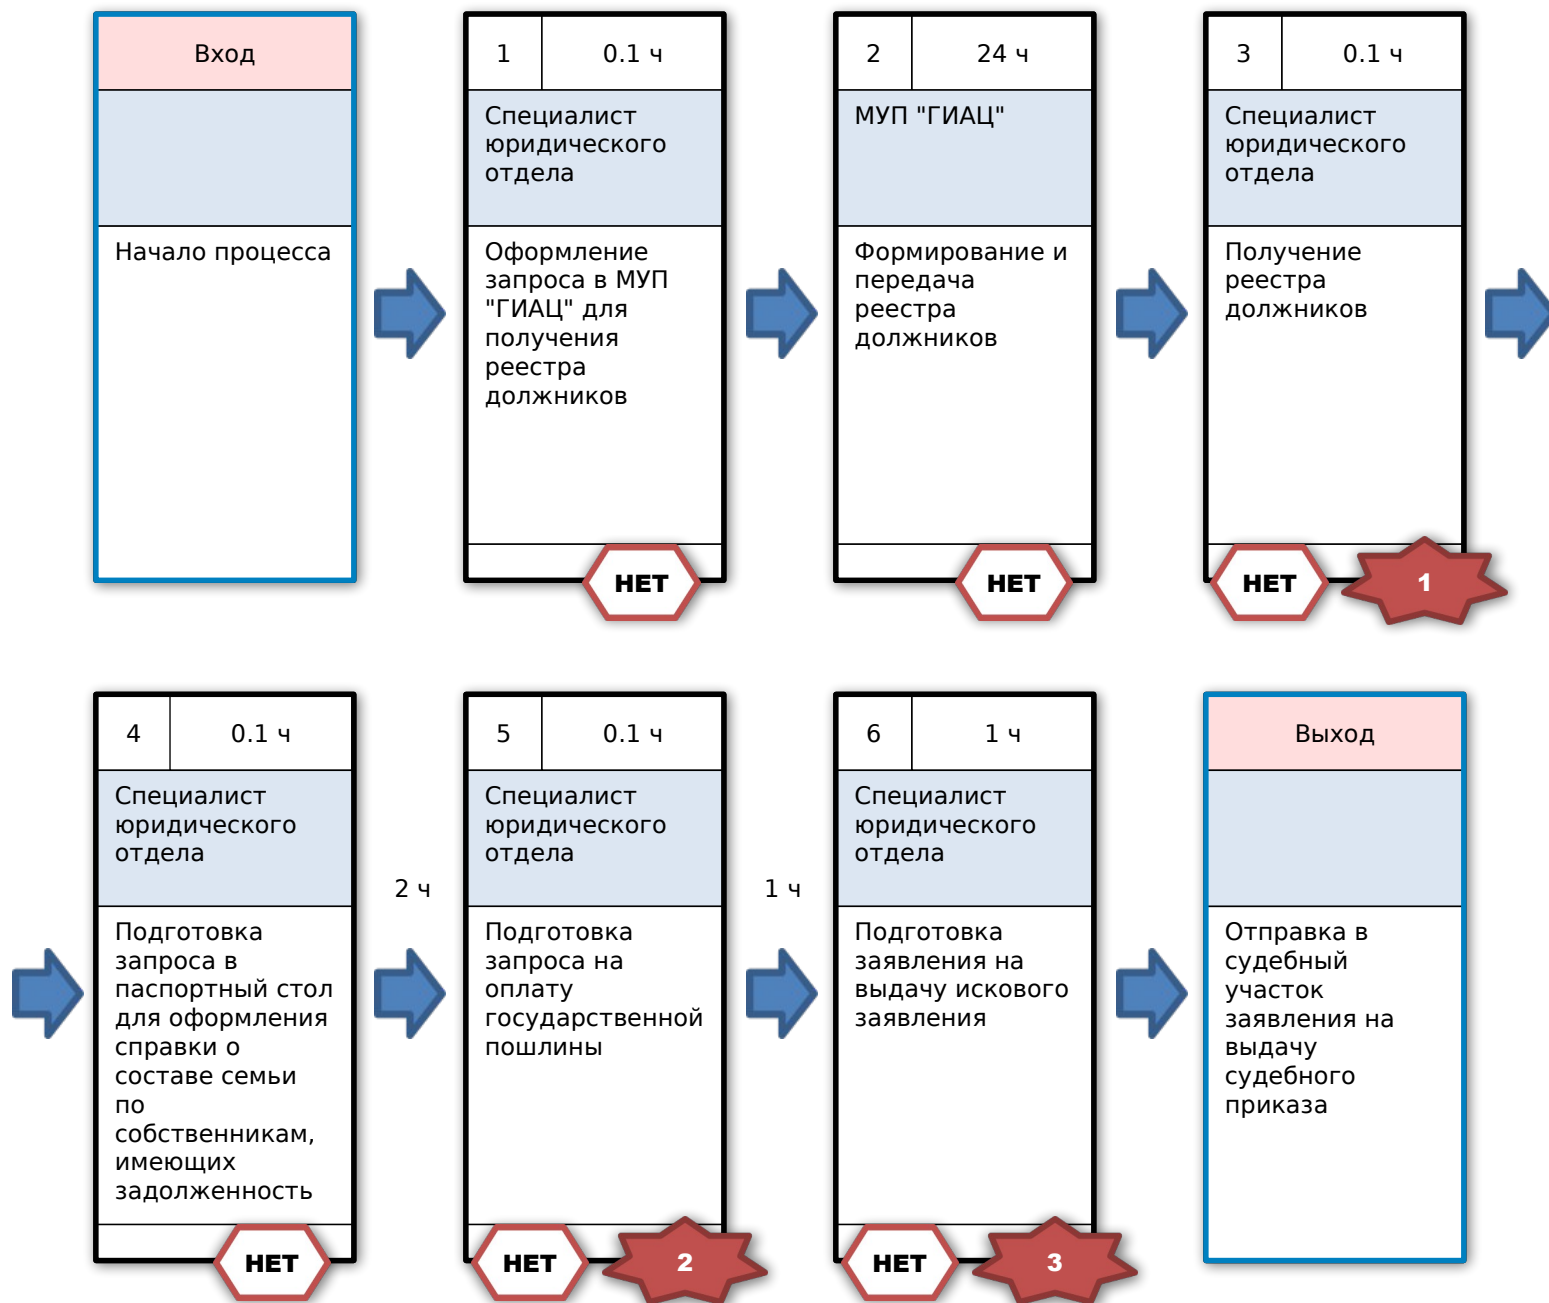 Вход
Начало процесса
1
0.1 ч
Специалист
юридического
отдела
Оформление
запроса в МУП
"ГИАЦ" для
получения
реестра
должников
НЕТ
2
24 ч
МУП "ГИАЦ"
Формирование и
передача
реестра
должников
НЕТ
3
0.1 ч
Специалист
юридического
отдела
Получение
реестра
должников
НЕТ
1
4
0.1 ч
Специалист
юридического
отдела
Подготовка
запроса в
паспортный стол
для оформления
справки о
составе семьи
по
собственникам,
имеющих
задолженность
НЕТ
2 ч
5
0.1 ч
Специалист
юридического
отдела
Подготовка
запроса на
оплату
государственной
пошлины
НЕТ
2
1 ч
6
1 ч
Специалист
юридического
отдела
Подготовка
заявления на
выдачу искового
заявления
НЕТ
3
Выход
Отправка в
судебный
участок
заявления на
выдачу
судебного
приказа